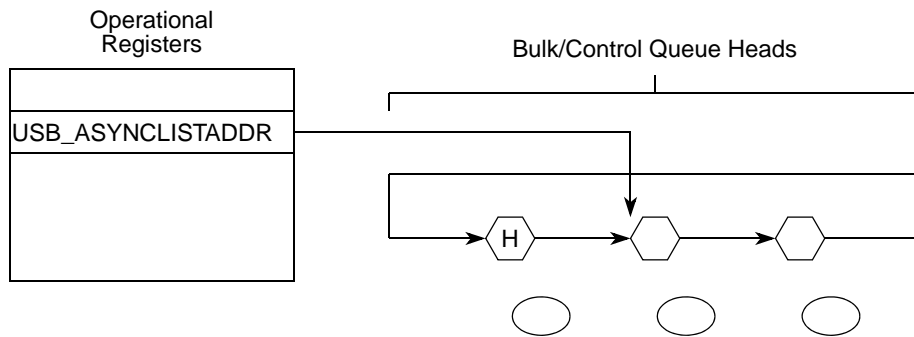 Operational
Registers
Bulk/Control Queue Heads
USB_ASYNCLISTADDR
H